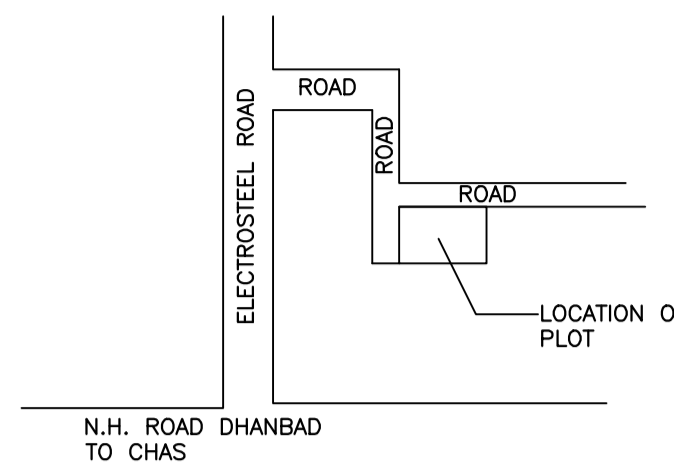 ROAD
ELECTROSTEEL ROAD
ROAD
ROAD
LOCATION O
PLOT
N.H. ROAD DHANBAD
TO CHAS